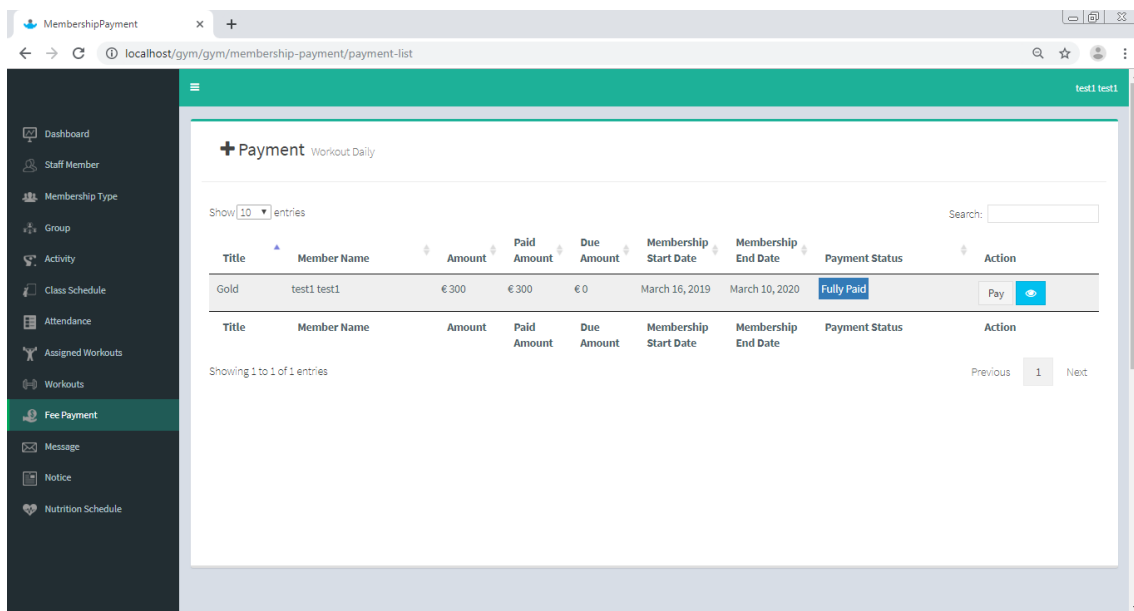 MembershipPayment
localhost/gym/gym/membership-payment/payment-list
test1 test1
Dashboard
Staff Member
Membership Type
Group
Activity
Class Schedule
Attendance
Assigned Workouts
Workouts
Fee Payment
Message
Notice
Nutrition Schedule
Payment Workout Daily
Show 10 entries
Search:
Title Member Name Amount Paid Amount Due Amount Membership Start Date Membership End Date Payment Status Action
Gold test1 test1 € 300 € 300 € 0 March 16, 2019 March 10, 2020 Fully Paid Pay
Title Member Name Amount Paid Amount Due Amount Membership Start Date Membership End Date Payment Status Action
Showing 1 to 1 of 1 entries
Previous 1 Next